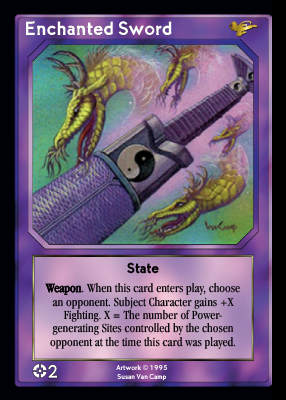 Enchanted Sword
VanCamp
State
Weapon. When this card enters play, choose
an opponent. Subject Character gains +X
Fighting. X = The number of Power-
generating Sites controlled by the chosen
opponent at the time this card was played.
2
Artwork © 1995
Susan Van Camp